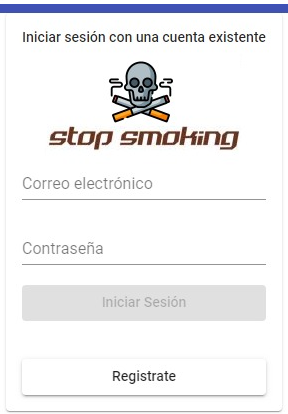 Iniciar sesión con una cuenta existente
stop smoking
Correo electrónico
Contraseña
Iniciar Sesión
Registrate